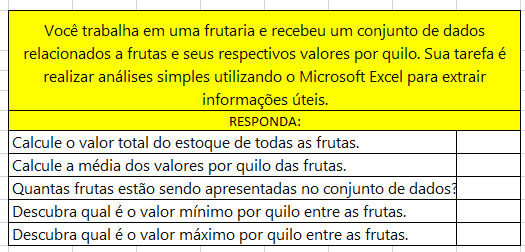 Você trabalha em uma frutaria e recebeu um conjunto de dados
relacionados a frutas e seus respectivos valores por quilo. Sua tarefa é
realizar análises simples utilizando o Microsoft Excel para extrair
informações úteis.
RESPONDA:
Calcule o valor total do estoque de todas as frutas.
Calcule a média dos valores por quilo das frutas.
Quantas frutas estão sendo apresentadas no conjunto de dados?
Descubra qual é o valor mínimo por quilo entre as frutas.
Descubra qual é o valor máximo por quilo entre as frutas.